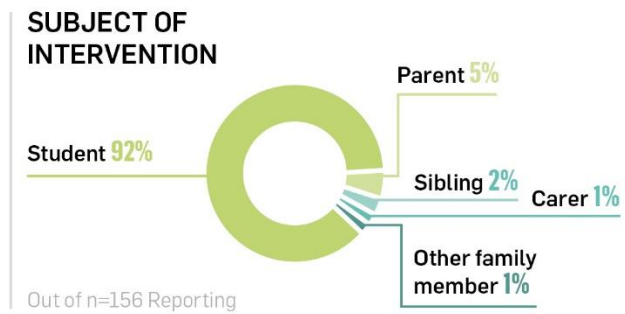 SUBJECT OF
INTERVENTION
Parent 5%
Student 92%
Sibling 2%
Carer 1%
Other family
member 1%
Out of n=156 Reporting